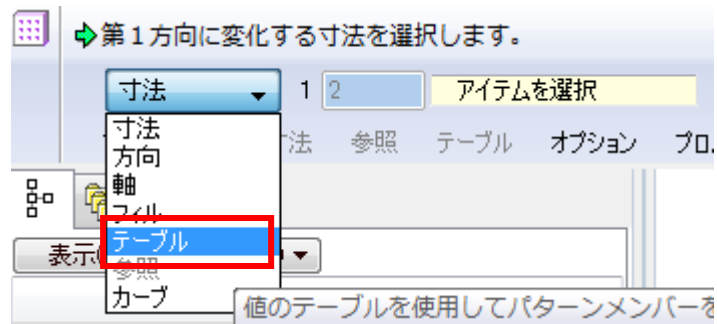 第1方向に変化する寸法を選択します。
寸法 1 2 アイテムを選択
寸法
方向
軸
フィル
テーブル
参照
カーブ
法 参照 テーブル オプション プロ
表示
値のテーブルを使用してパターンメンバーを